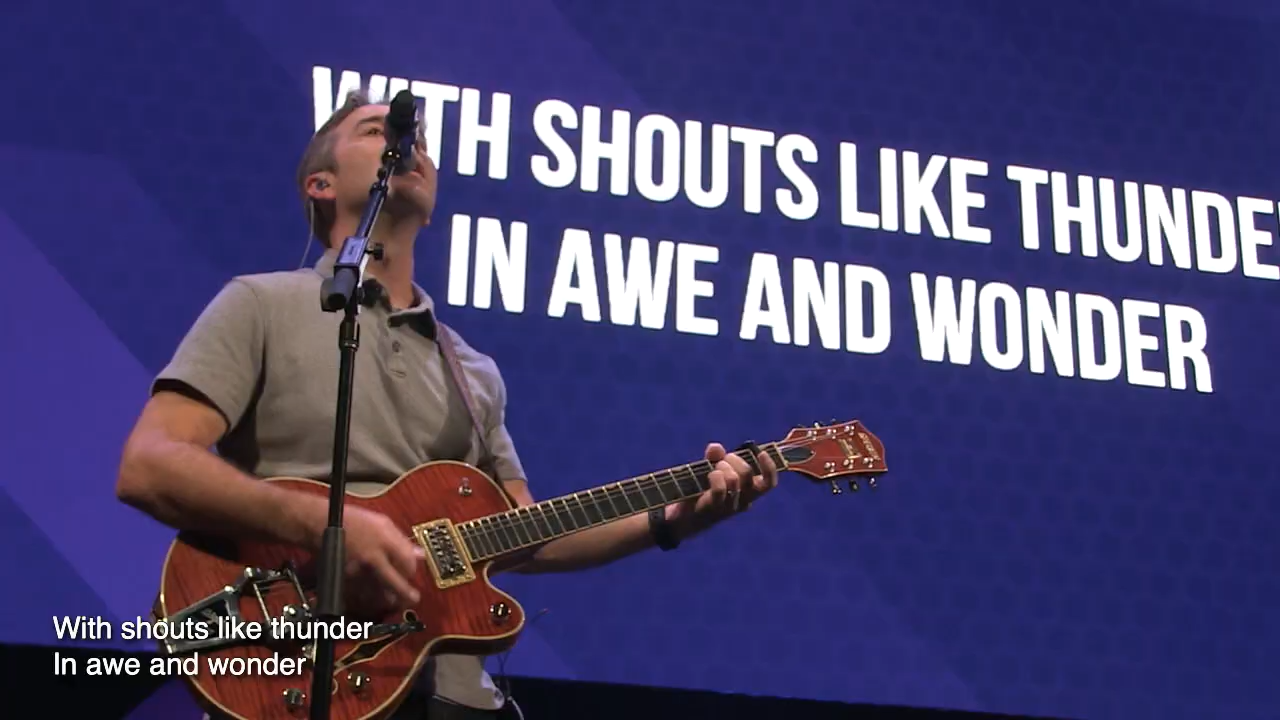 WITH SHOUTS LIKE THUNDE
IN AWE AND WONDER
With shouts like thunder
In awe and wonder